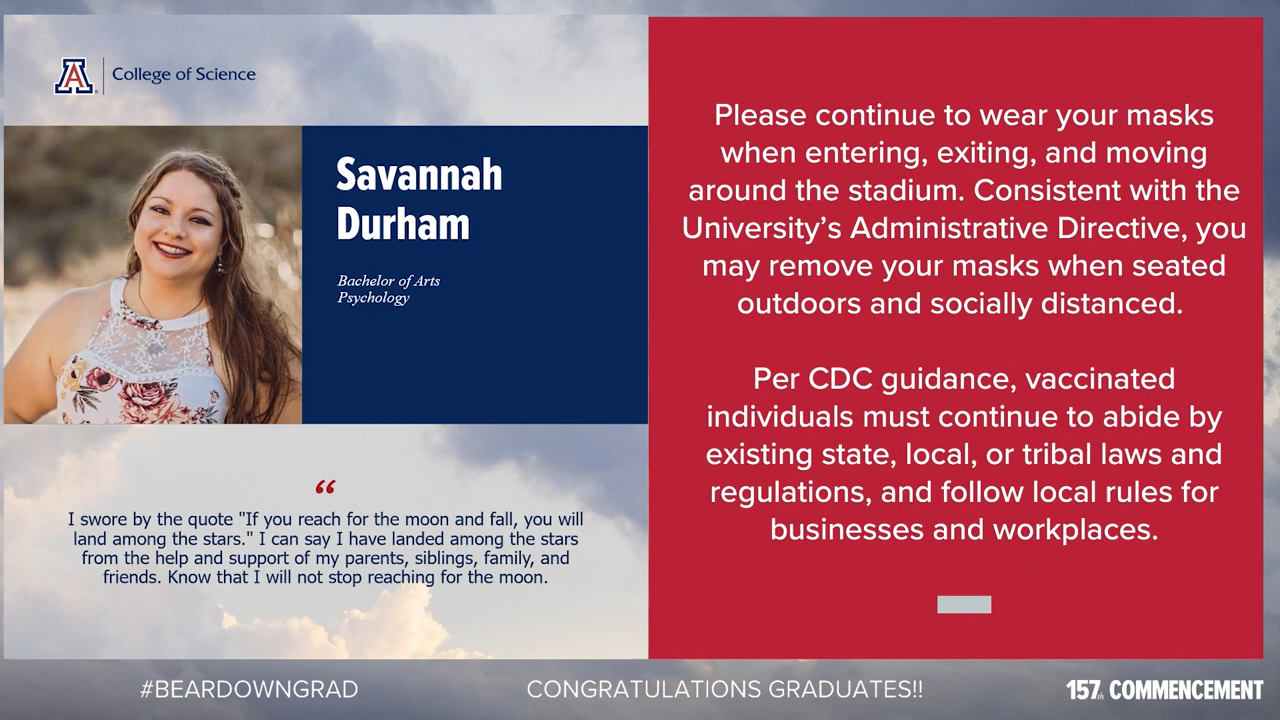 A
College of Science
Savannah
Durham
Bachelor of Arts
Psychology
“
I swore by the quote "If you reach for the moon and fall, you will
land among the stars." I can say I have landed among the stars
from the help and support of my parents, siblings, family, and
friends. Know that I will not stop reaching for the moon.
Please continue to wear your masks
when entering, exiting, and moving
around the stadium. Consistent with the
University’s Administrative Directive, you
may remove your masks when seated
outdoors and socially distanced.
Per CDC guidance, vaccinated
individuals must continue to abide by
existing state, local, or tribal laws and
regulations, and follow local rules for
businesses and workplaces.
#BEARDOWNGRAD
CONGRATULATIONS GRADUATES!!
157th COMMENCEMENT